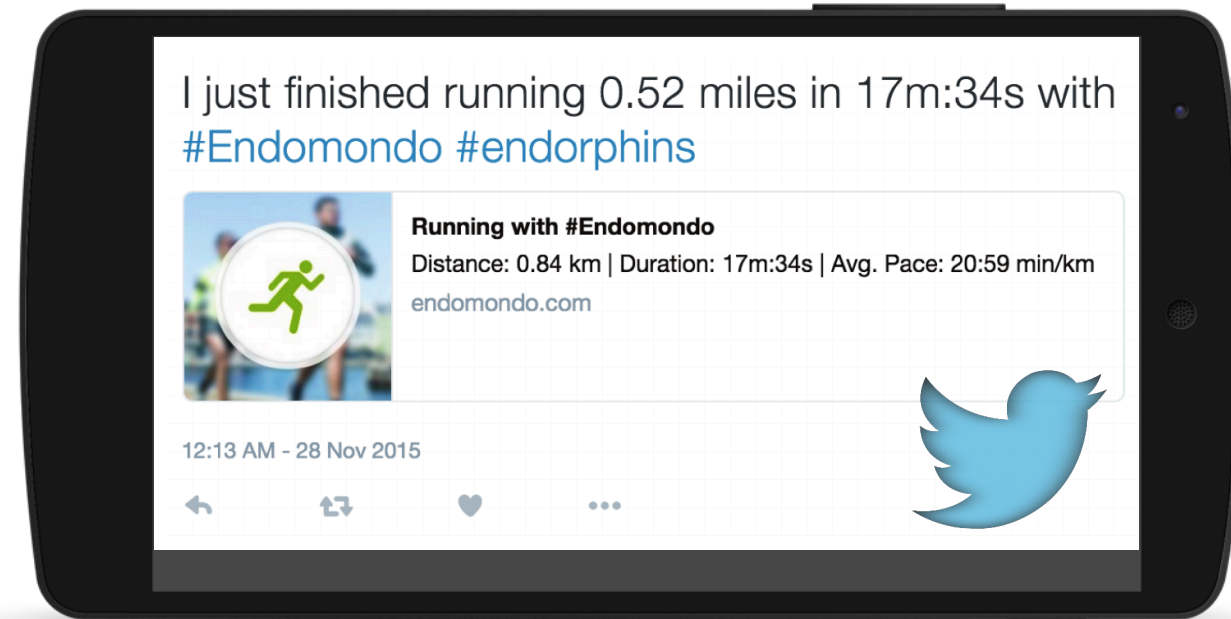 I just finished running 0.52 miles in 17m:34s with
#Endomondo #endorphins
Running with #Endomondo
Distance: 0.84 km | Duration: 17m:34s | Avg. Pace: 20:59 min/km
endomondo.com
12:13 AM - 28 Nov 2015